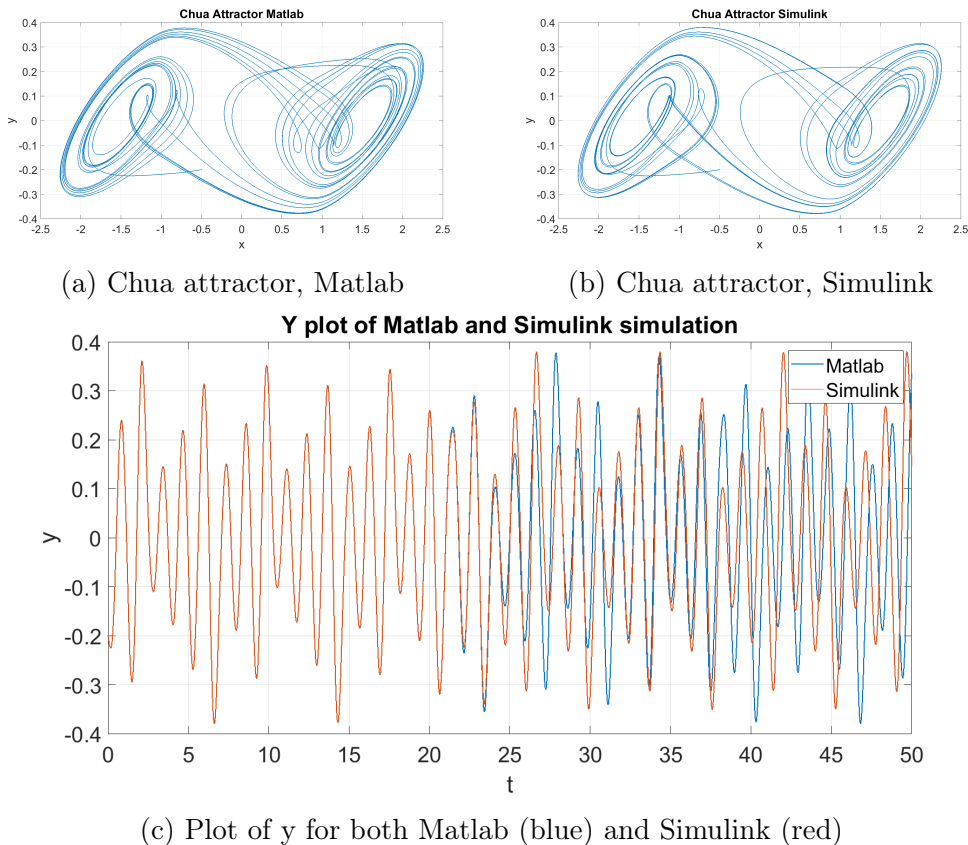 Chua Attractor Matlab
0.4
0.3
0.2
0.1
0
-0.1
-0.2
-0.3
-0.4
y
-2.5 -2 -1.5 -1 -0.5 0 0.5 1 1.5 2 2.5
x
(a) Chua attractor, Matlab
Chua Attractor Simulink
0.4
0.3
0.2
0.1
0
-0.1
-0.2
-0.3
-0.4
y
-2.5 -2 -1.5 -1 -0.5 0 0.5 1 1.5 2 2.5
x
(b) Chua attractor, Simulink
Y plot of Matlab and Simulink simulation
0.4
0.3
0.2
0.1
0
-0.1
-0.2
-0.3
-0.4
y
Matlab
Simulink
0 5 10 15 20 25 30 35 40 45 50
t
(c) Plot of y for both Matlab (blue) and Simulink (red)